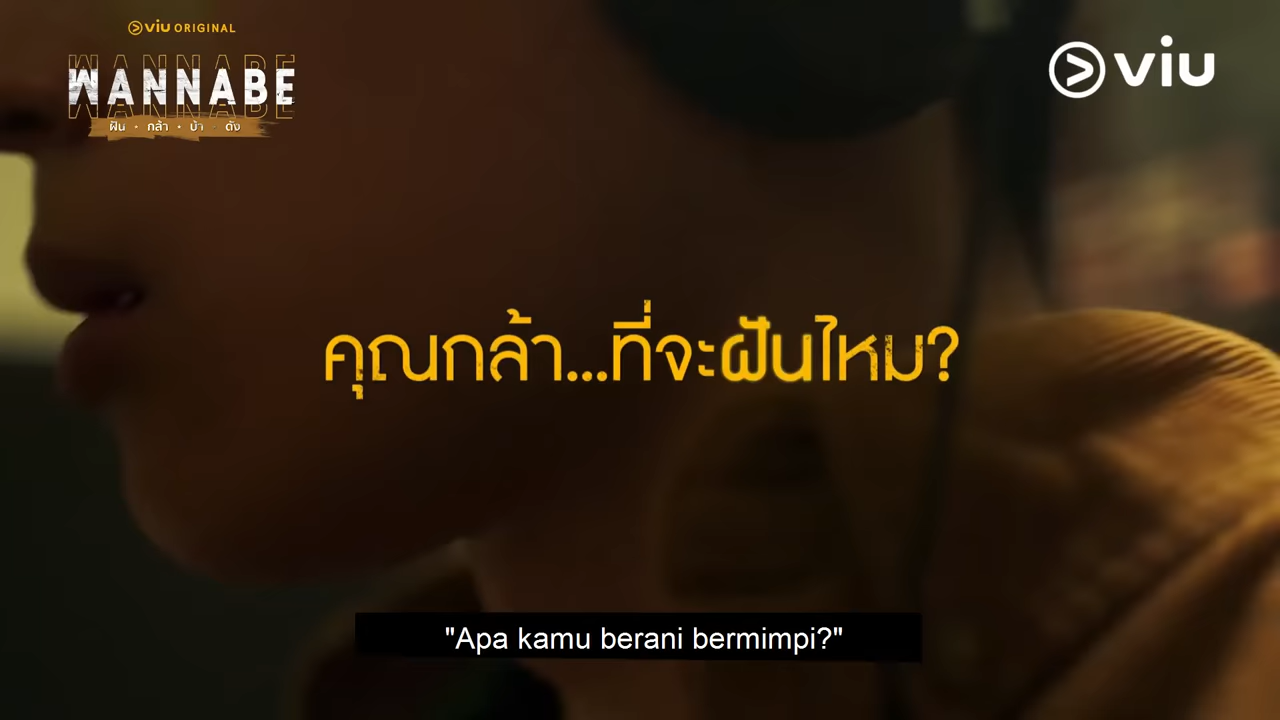 viu ORIGINAL
WANNABE
ฝัน · กล้า · บ้า · ดัง
viu
คุณกล้า...ที่จะฝันไหม?
"Apa kamu berani bermimpi?"